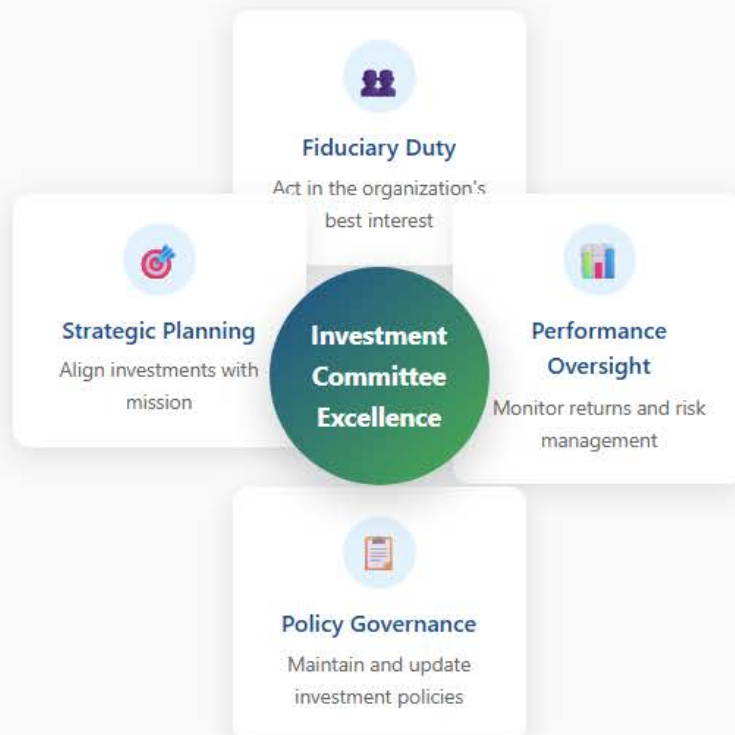 Fiduciary Duty
Act in the organization's
best interest
Strategic Planning
Align investments with
mission
Investment
Committee
Excellence
Performance
Oversight
Monitor returns and risk
management
Policy Governance
Maintain and update
investment policies